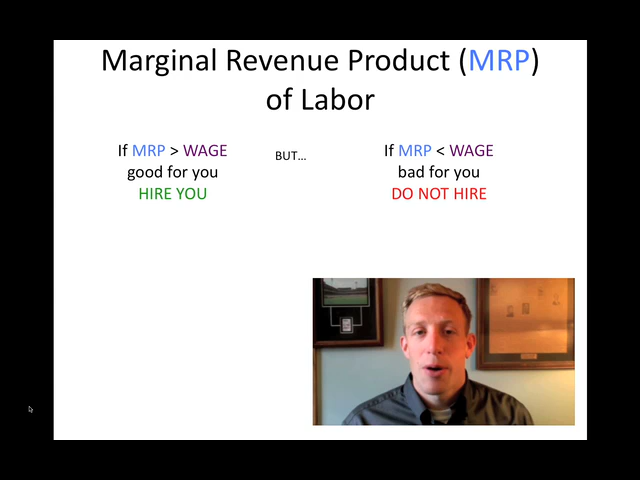 Marginal Revenue Product (MRP)
of Labor
If MRP > WAGE
good for you
HIRE YOU
BUT...
If MRP < WAGE
bad for you
DO NOT HIRE